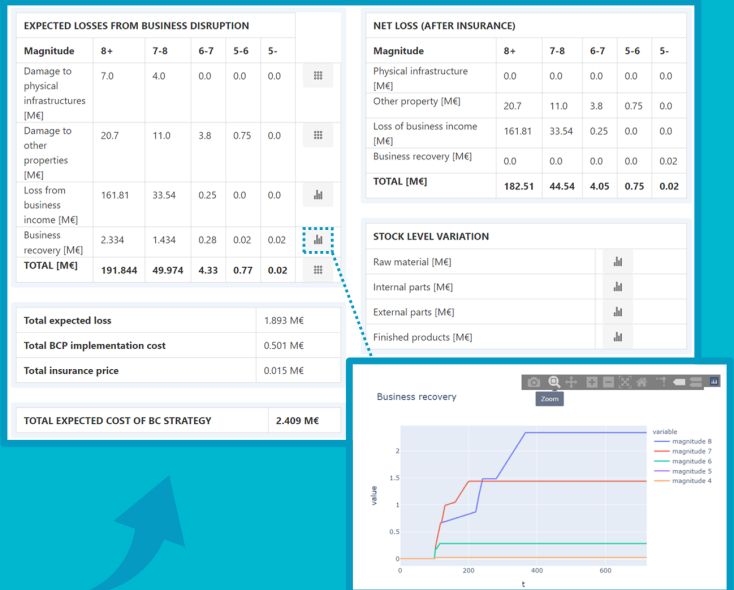 EXPECTED LOSSES FROM BUSINESS DISRUPTION
Magnitude 8+ 7-8 6-7 5-6 5-
Damage to physical infrastructures [M€] 7.0 4.0 0.0 0.0 0.0
Damage to other properties [M€] 20.7 11.0 3.8 0.75 0.0
Loss from business income [M€] 161.81 33.54 0.25 0.0 0.0
Business recovery [M€] 2.334 1.434 0.28 0.02 0.02
TOTAL [M€] 191.844 49.974 4.33 0.77 0.02
Total expected loss 1.893 M€
Total BCP implementation cost 0.501 M€
Total insurance price 0.015 M€
TOTAL EXPECTED COST OF BC STRATEGY 2.409 M€
NET LOSS (AFTER INSURANCE)
Magnitude 8+ 7-8 6-7 5-6 5-
Physical infrastructure [M€] 0.0 0.0 0.0 0.0 0.0
Other property [M€] 20.7 11.0 3.8 0.75 0.0
Loss of business income [M€] 161.81 33.54 0.25 0.0 0.0
Business recovery [M€] 0.0 0.0 0.0 0.0 0.02
TOTAL [M€] 182.51 44.54 4.05 0.75 0.02
STOCK LEVEL VARIATION
Raw material [M€]
Internal parts [M€]
External parts [M€]
Finished products [M€]
Zoom
Business recovery
value
2
1.5
1
0.5
0
0 200 400 600
t
variable
magnitude 8
magnitude 7
magnitude 6
magnitude 5
magnitude 4